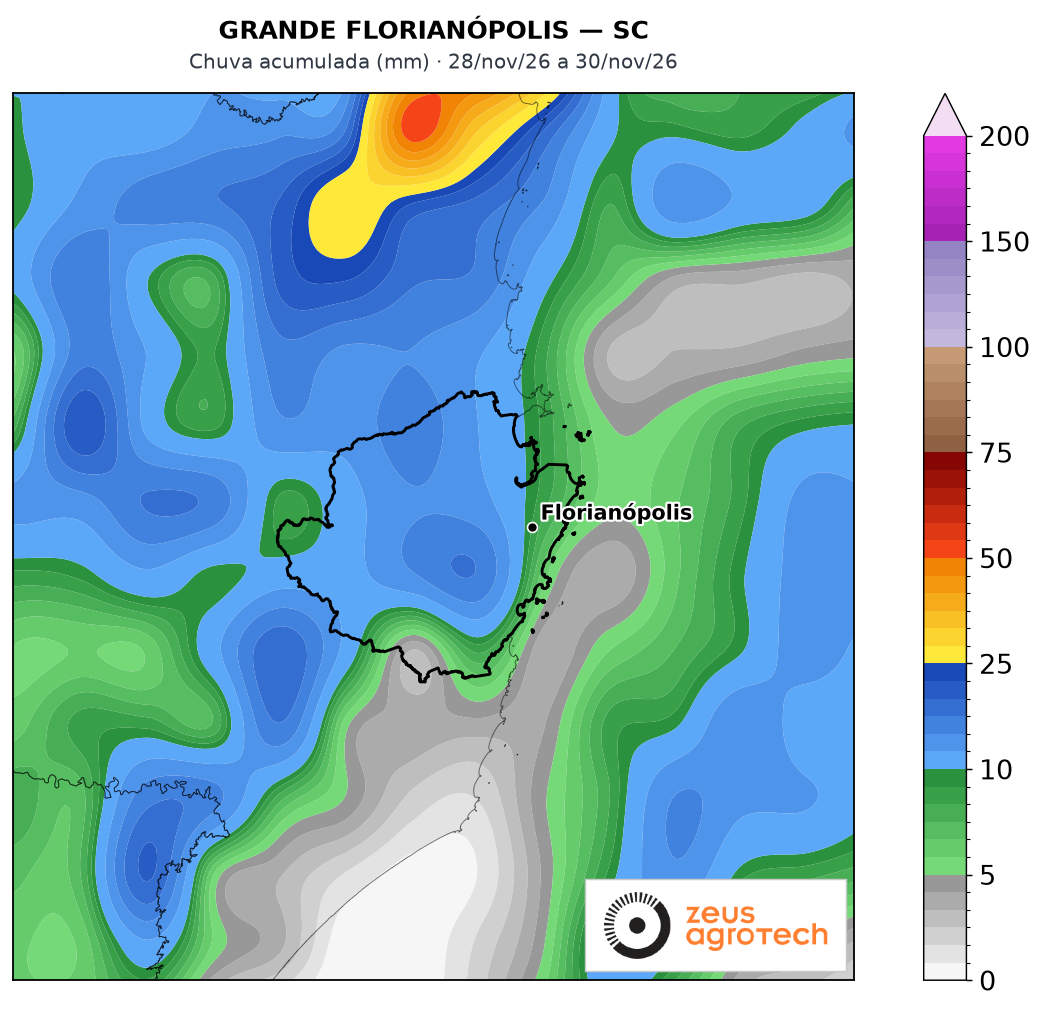 GRANDE FLORIANÓPOLIS — SC
Chuva acumulada (mm) · 28/nov/26 a 30/nov/26
200
150
100
75
50
25
10
5
0
Florianópolis
zeus
agrotech